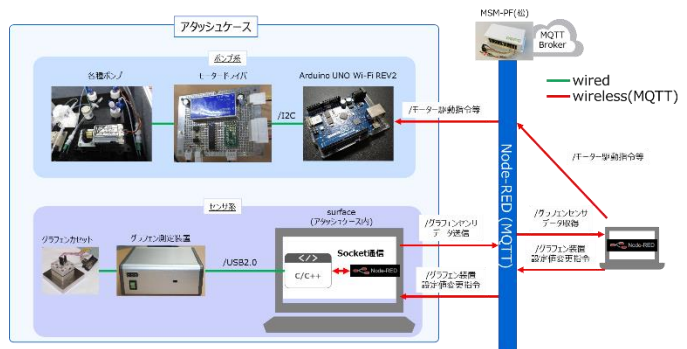 アタッシュケース
MSM-PF(松)
MQTT
Broker
ポンプ系
各種ポンプ
モータードライバ
Arduino UNO Wi-Fi REV2
/I2C
/モーター駆動指令等
wired
wireless(MQTT)
/モーター駆動指令等
Node-RED (MQTT)
センサ系
surface
(アタッシュケース内)
グラフェンカセット
グラフェン測定装置
/USB2.0
</>
C/C++
Socket通信
Node-RED
/グラフェンセンサ
データ送信
/グラフェンセンサ
データ取得
Node-RED
/グラフェン装置
設定値変更指令
/グラフェン装置
設定値変更指令